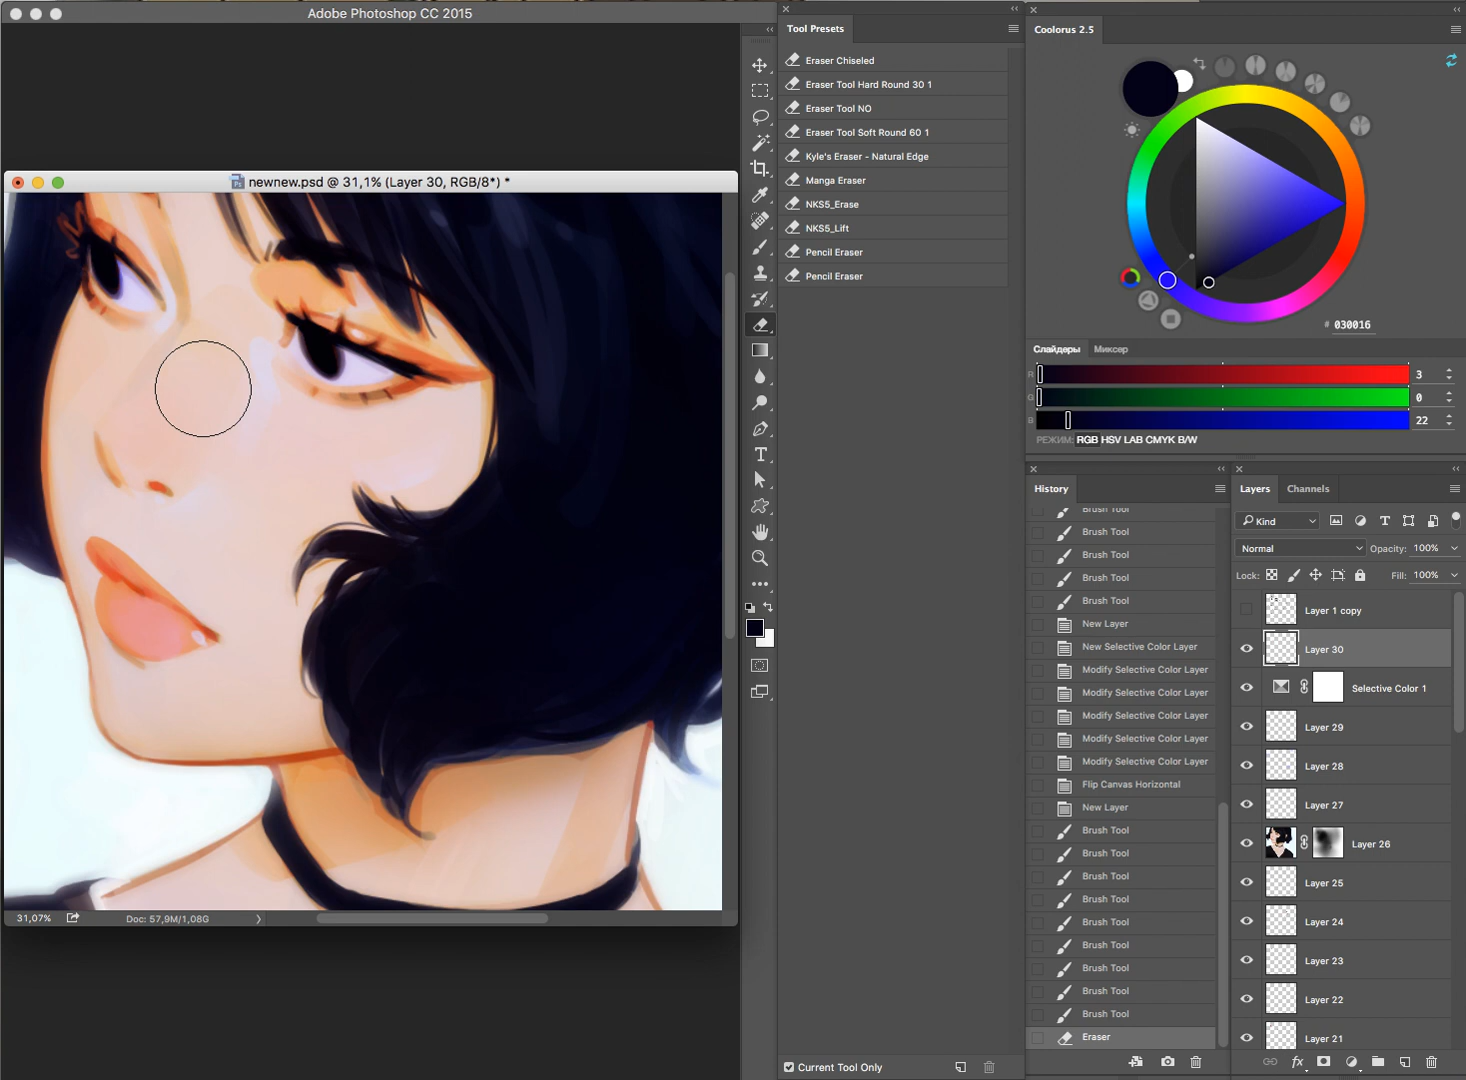 Adobe Photoshop CC 2015
newnew.psd @ 31,1% (Layer 30, RGB/8*) *
31,07%
Doc: 57,9M/1,08G
Tool Presets
Eraser Chiseled
Eraser Tool Hard Round 30 1
Eraser Tool NO
Eraser Tool Soft Round 60 1
Kyle's Eraser - Natural Edge
Manga Eraser
NKS5_Erase
NKS5_Lift
Pencil Eraser
Pencil Eraser
Current Tool Only
Coolorus 2.5
# 030016
Слайдеры Миксер
R 3
G 0
B 22
РЕЖИМ: RGB HSV LAB CMYK B/W
History
Brush Tool
Brush Tool
Brush Tool
Brush Tool
Brush Tool
New Layer
New Selective Color Layer
Modify Selective Color Layer
Modify Selective Color Layer
Modify Selective Color Layer
Modify Selective Color Layer
Modify Selective Color Layer
Flip Canvas Horizontal
New Layer
Brush Tool
Brush Tool
Brush Tool
Brush Tool
Brush Tool
Brush Tool
Brush Tool
Brush Tool
Brush Tool
Eraser
Layers Channels
Kind
Normal Opacity: 100%
Lock: Fill: 100%
Layer 1 copy
Layer 30
Selective Color 1
Layer 29
Layer 28
Layer 27
Layer 26
Layer 25
Layer 24
Layer 23
Layer 22
Layer 21
fx